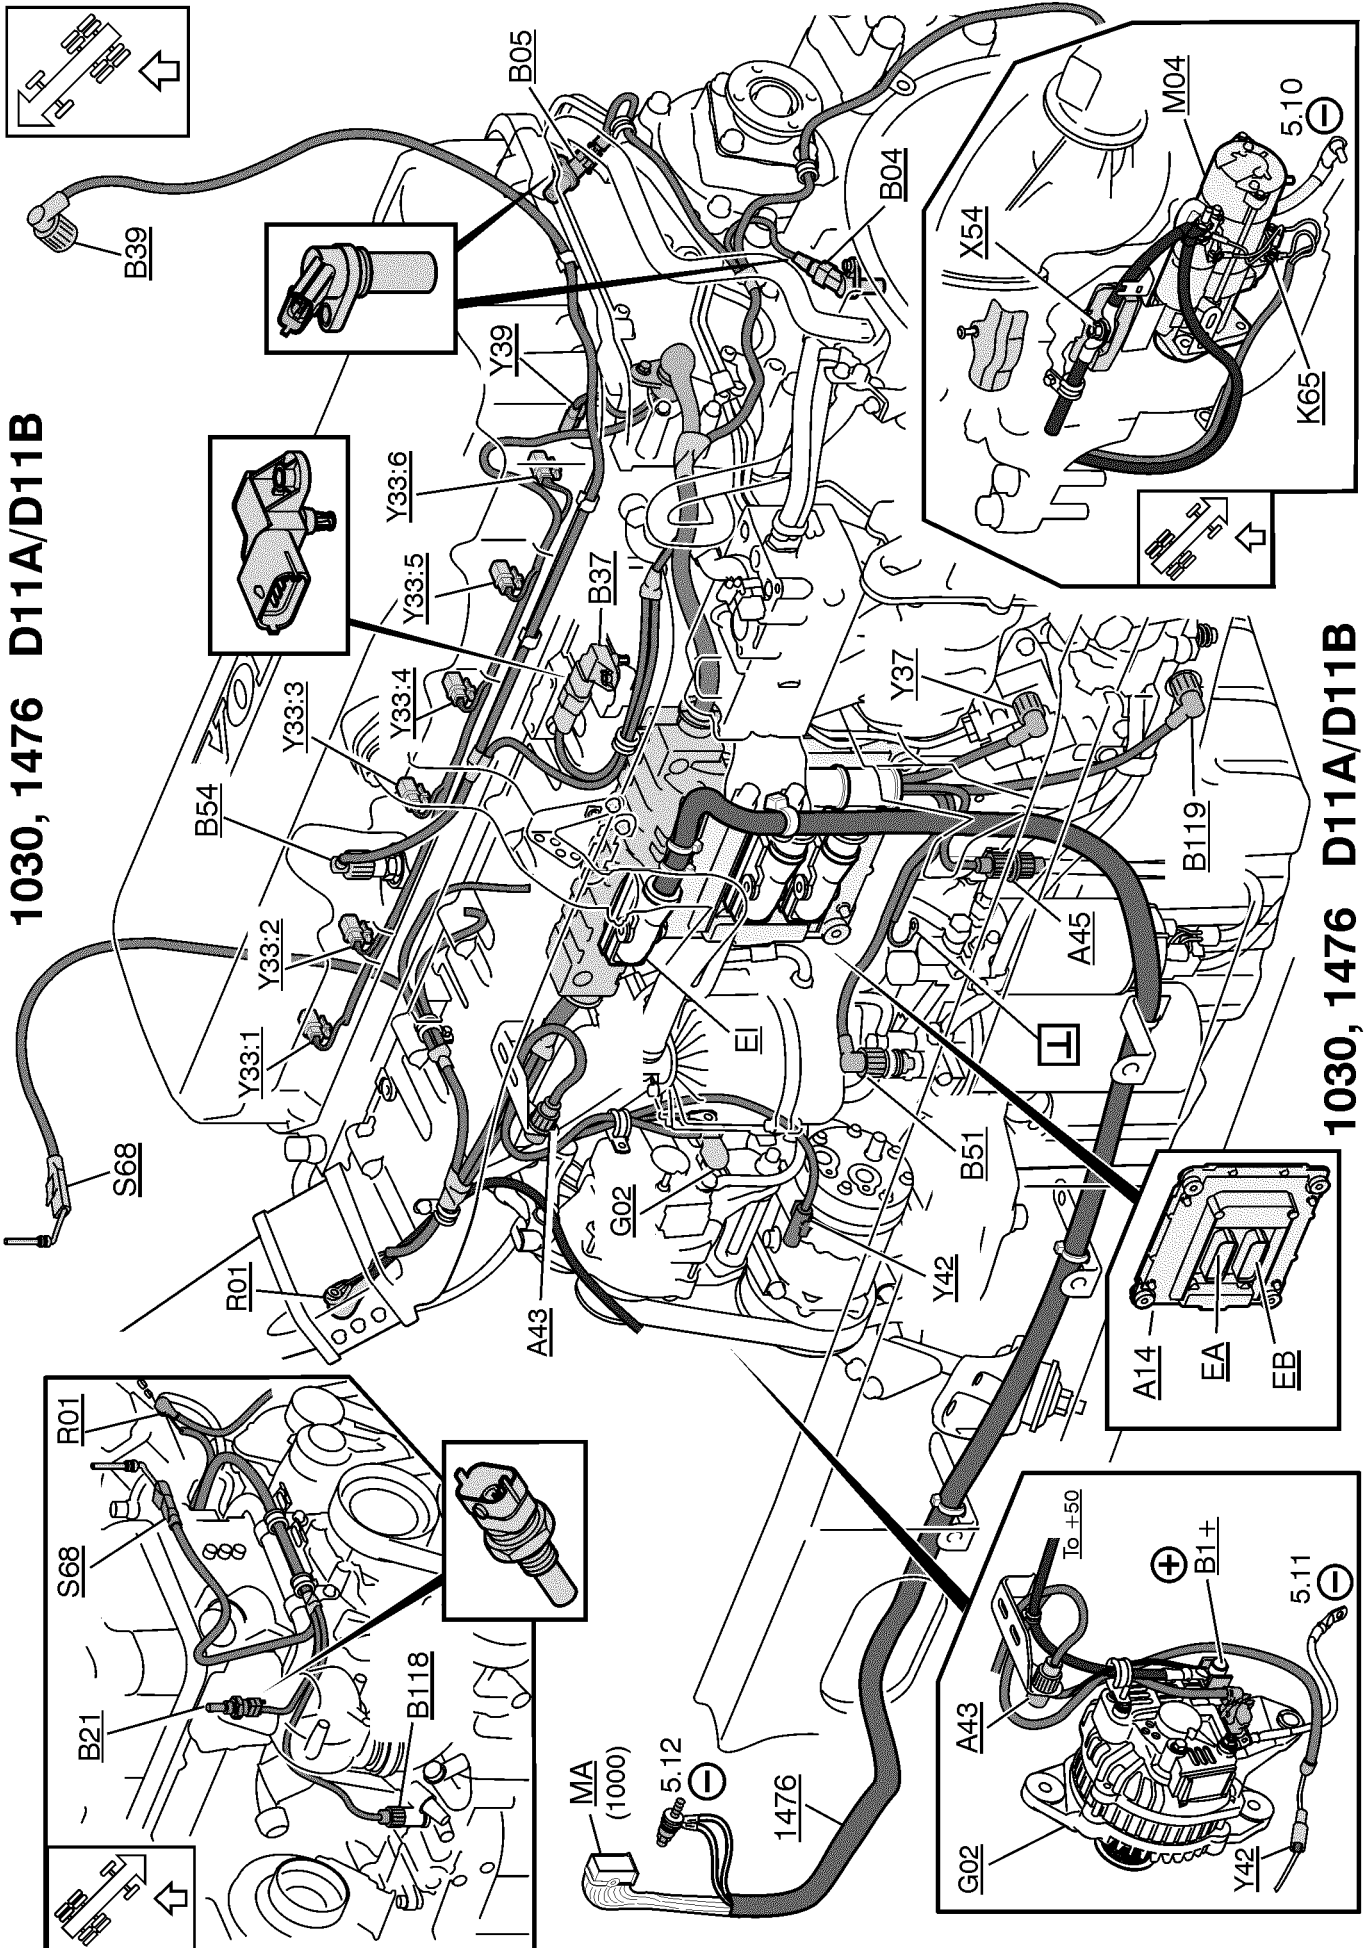 1030, 1476 D11A/D11B
B39
B05
B04
M04
X54
5.10
K65
Y39
Y33:6
Y33:5
Y33:4
Y33:3
B54
Y33:2
Y33:1
S68
R01
B37
Y37
B119
A45
EI
B51
G02
Y42
A43
A14
EA
EB
1030, 1476 D11A/D11B
R01
S68
B21
B118
MA
(1000)
5.12
1476
G02
A43
Y42
To +50
B1+
5.11